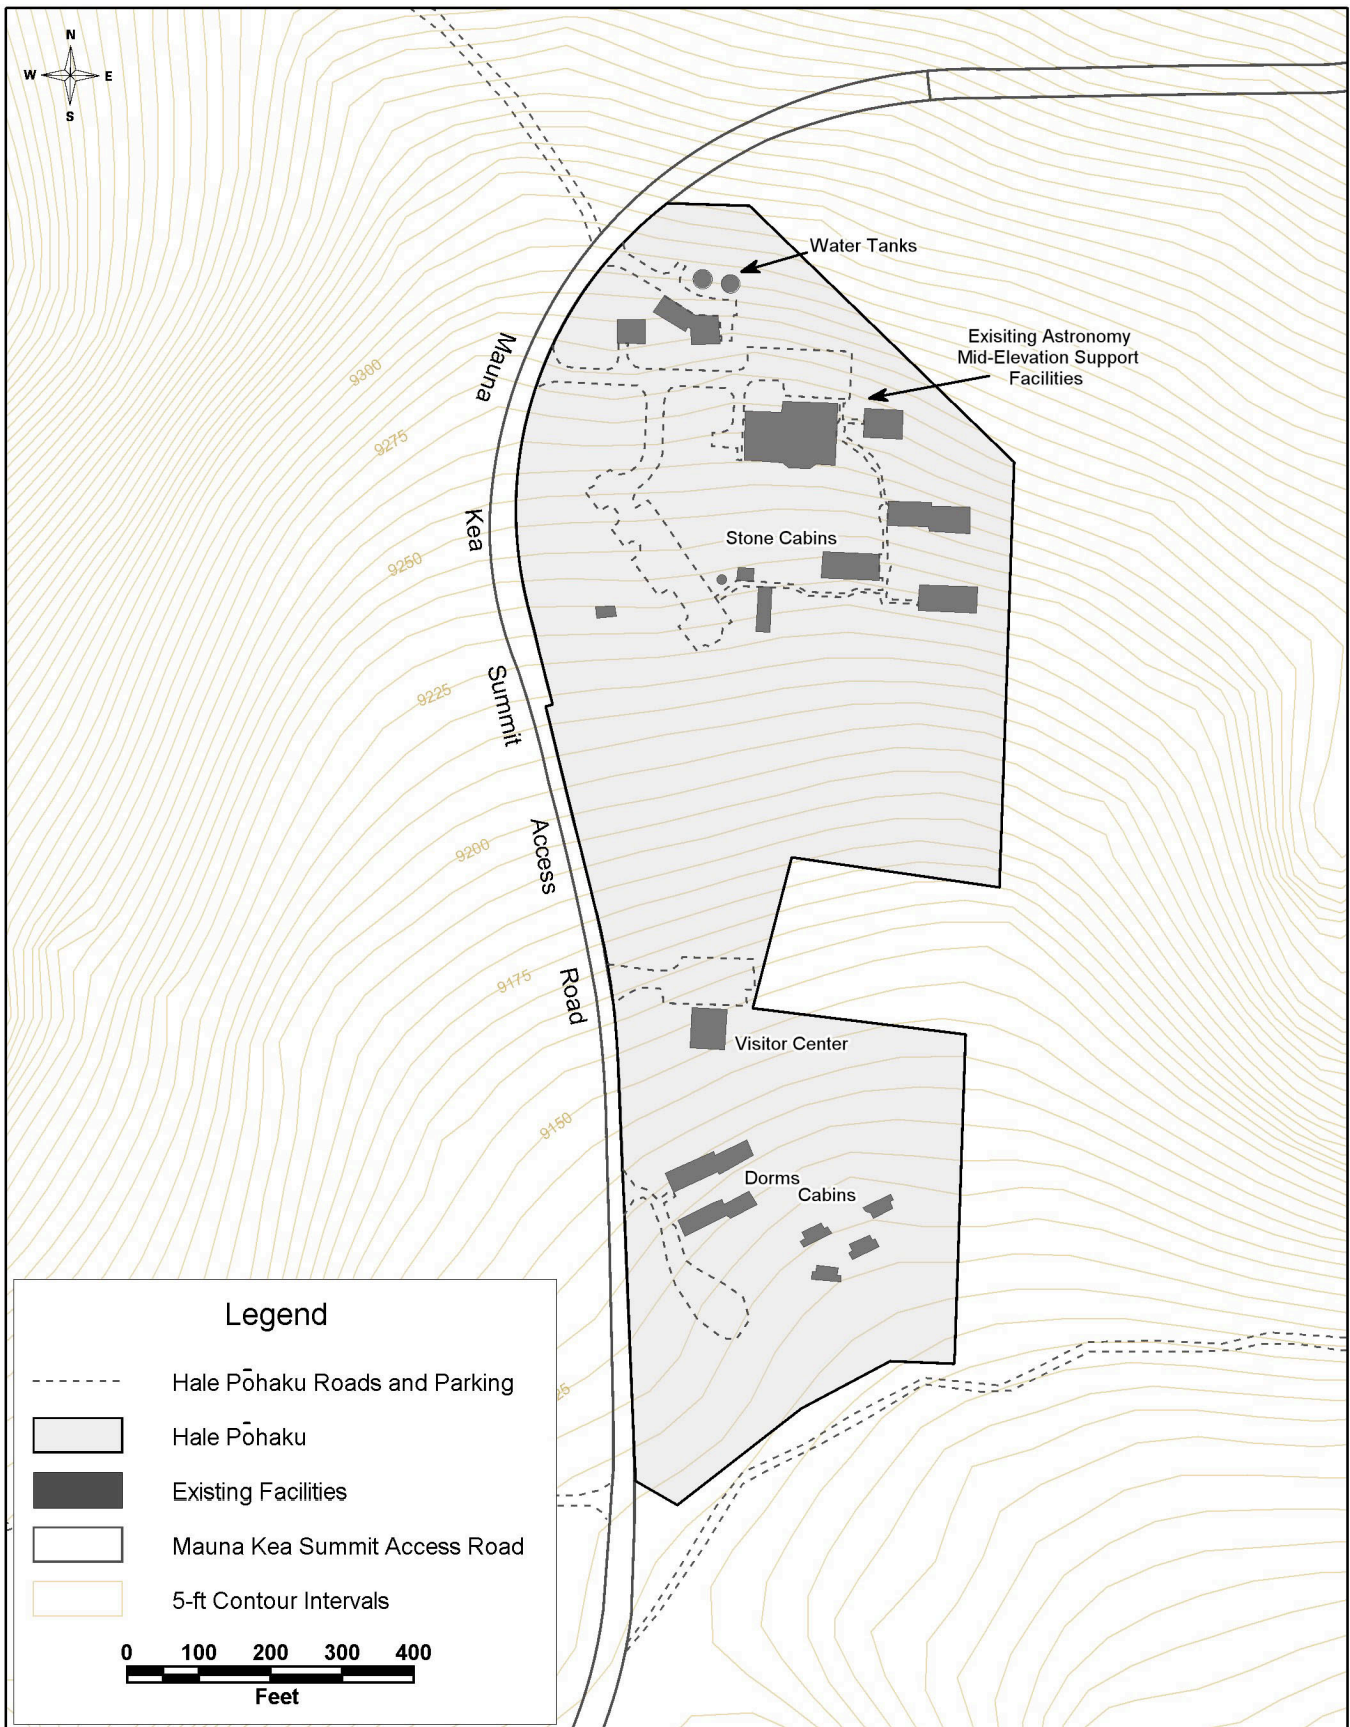 N
W E
S
Water Tanks
Exisiting Astronomy
Mid-Elevation Support
Facilities
Mauna
9300
9275
Kea
Stone Cabins
9250
Summit
9225
Access
9200
Road
9175
Visitor Center
9150
Dorms
Cabins
25
Legend
Hale Pōhaku Roads and Parking
Hale Pōhaku
Existing Facilities
Mauna Kea Summit Access Road
5-ft Contour Intervals
0 100 200 300 400
Feet